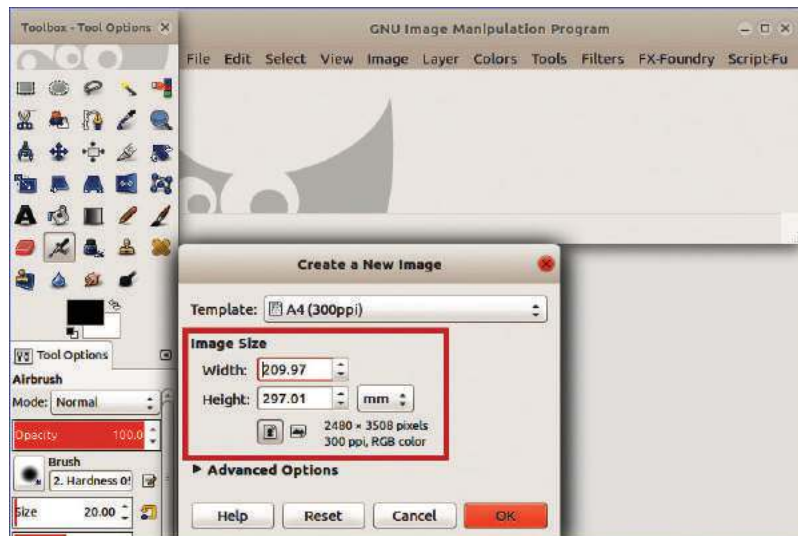 Toolbox - Tool Options
GNU Image Manipulation Program
File Edit Select View Image Layer Colors Tools Filters FX-Foundry Script-Fu
Create a New Image
Template: A4 (300ppi)
Image Size
Width: 209.97
Height: 297.01 mm
2480 × 3508 pixels
300 ppi, RGB color
Advanced Options
Help Reset Cancel OK
Tool Options
Airbrush
Mode: Normal
Opacity 100.0
Brush
2. Hardness 0
Size 20.00